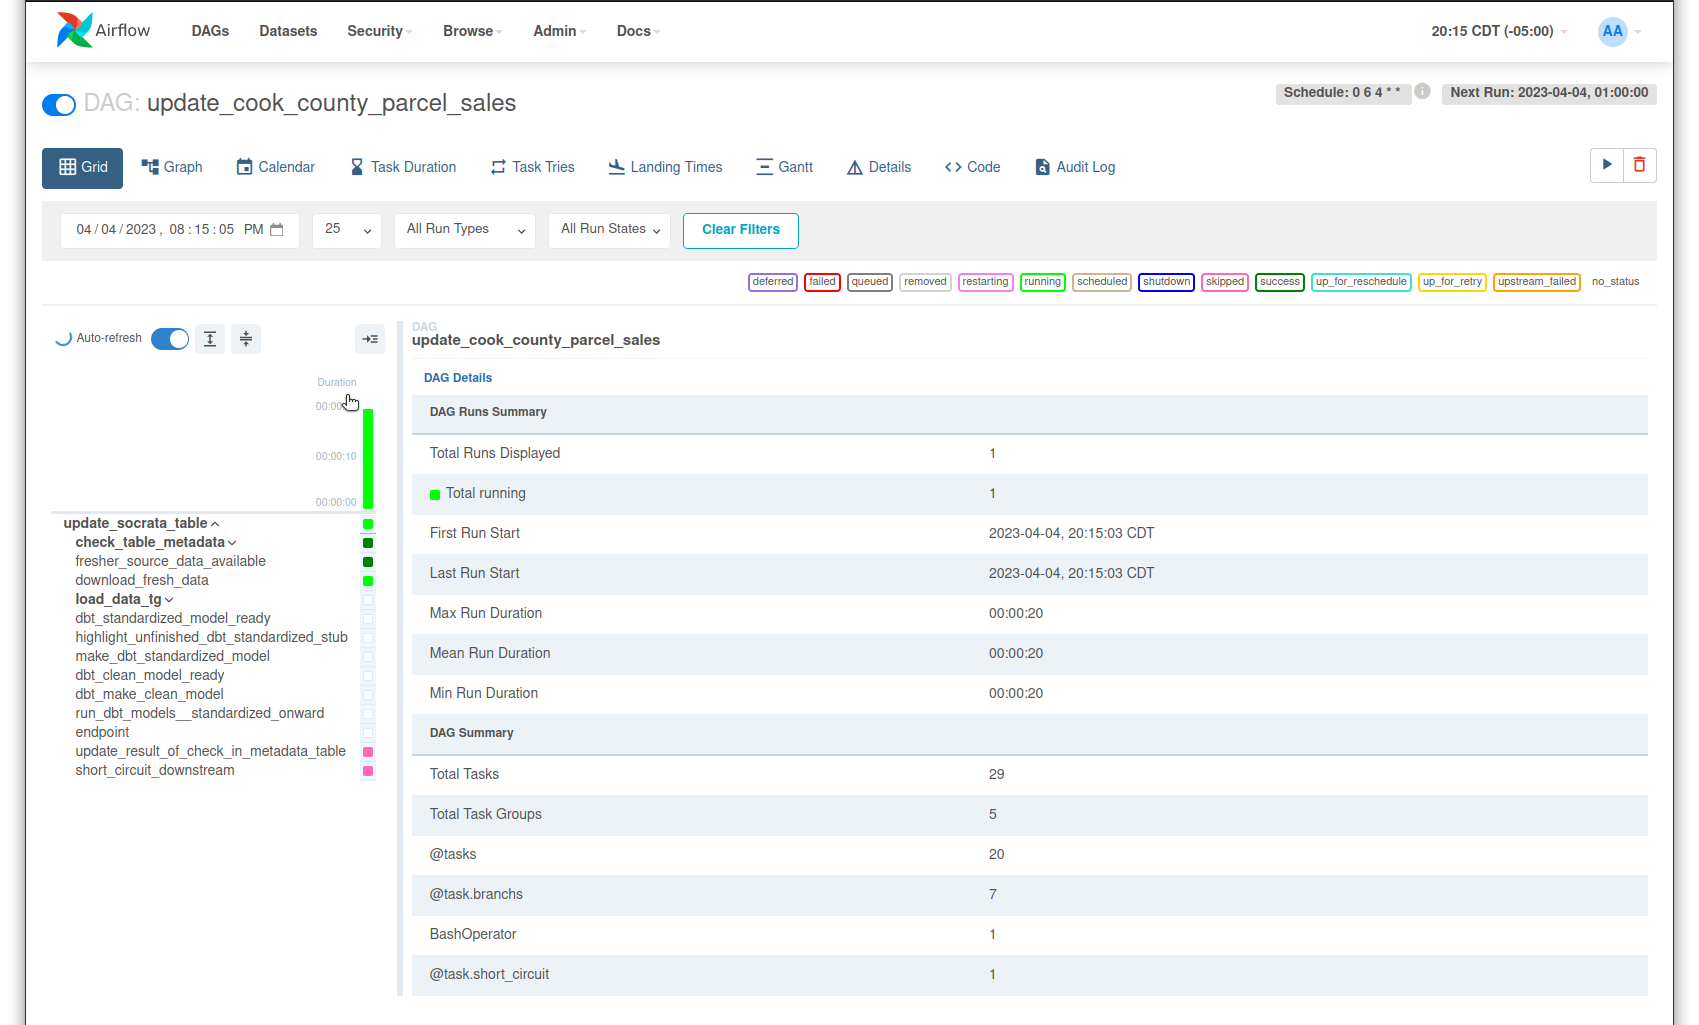 Airflow DAGs Datasets Security Browse Admin Docs 20:15 CDT (-05:00) AA
DAG: update_cook_county_parcel_sales Schedule: 0 6 4 * * i Next Run: 2023-04-04, 01:00:00
Grid Graph Calendar Task Duration Task Tries Landing Times Gantt Details Code Audit Log
04/04/2023, 08:15:05 PM 25 All Run Types All Run States Clear Filters
deferred failed queued removed restarting running scheduled shutdown skipped success up_for_reschedule up_for_retry upstream_failed no_status
Auto-refresh
Duration
00:00:
00:00:10
00:00:00
update_socrata_table
check_table_metadata
fresher_source_data_available
download_fresh_data
load_data_tg
dbt_standardized_model_ready
highlight_unfinished_dbt_standardized_stub
make_dbt_standardized_model
dbt_clean_model_ready
dbt_make_clean_model
run_dbt_models__standardized_onward
endpoint
update_result_of_check_in_metadata_table
short_circuit_downstream
DAG
update_cook_county_parcel_sales
DAG Details
DAG Runs Summary
Total Runs Displayed 1
Total running 1
First Run Start 2023-04-04, 20:15:03 CDT
Last Run Start 2023-04-04, 20:15:03 CDT
Max Run Duration 00:00:20
Mean Run Duration 00:00:20
Min Run Duration 00:00:20
DAG Summary
Total Tasks 29
Total Task Groups 5
@tasks 20
@task.branchs 7
BashOperator 1
@task.short_circuit 1